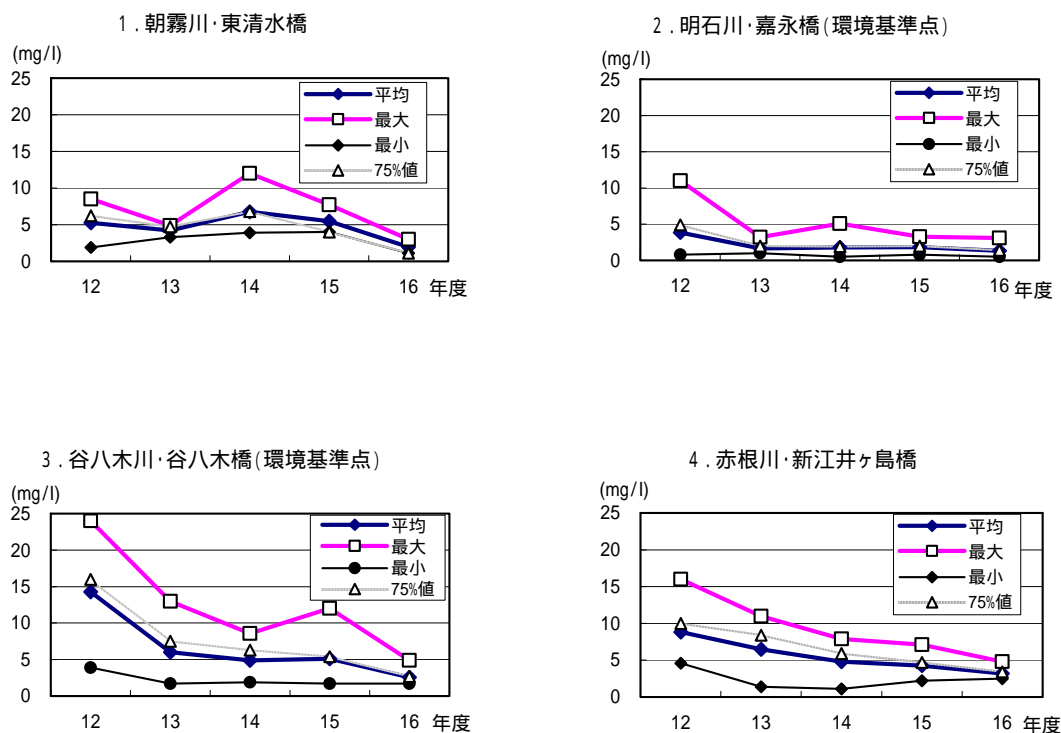 1．朝霧川・東清水橋
(mg/l)
25
20
15
10
5
0
12 13 14 15 16 年度
平均
最大
最小
75%値
2．明石川・嘉永橋(環境基準点)
(mg/l)
25
20
15
10
5
0
12 13 14 15 16 年度
平均
最大
最小
75%値
3．谷八木川・谷八木橋(環境基準点)
(mg/l)
25
20
15
10
5
0
12 13 14 15 16 年度
平均
最大
最小
75%値
4．赤根川・新江井ヶ島橋
(mg/l)
25
20
15
10
5
0
12 13 14 15 16 年度
平均
最大
最小
75%値